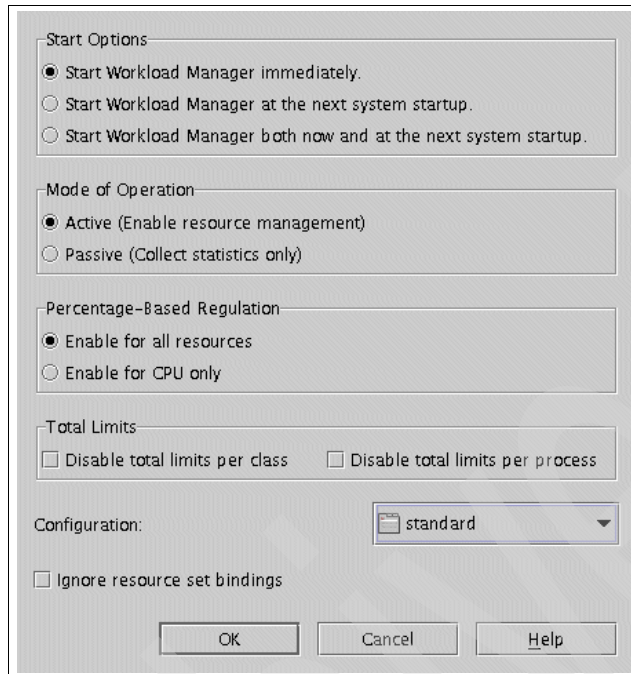 Start Options
Start Workload Manager immediately.
Start Workload Manager at the next system startup.
Start Workload Manager both now and at the next system startup.
Mode of Operation
Active (Enable resource management)
Passive (Collect statistics only)
Percentage-Based Regulation
Enable for all resources
Enable for CPU only
Total Limits
Disable total limits per class Disable total limits per process
Configuration: standard
Ignore resource set bindings
OK Cancel Help